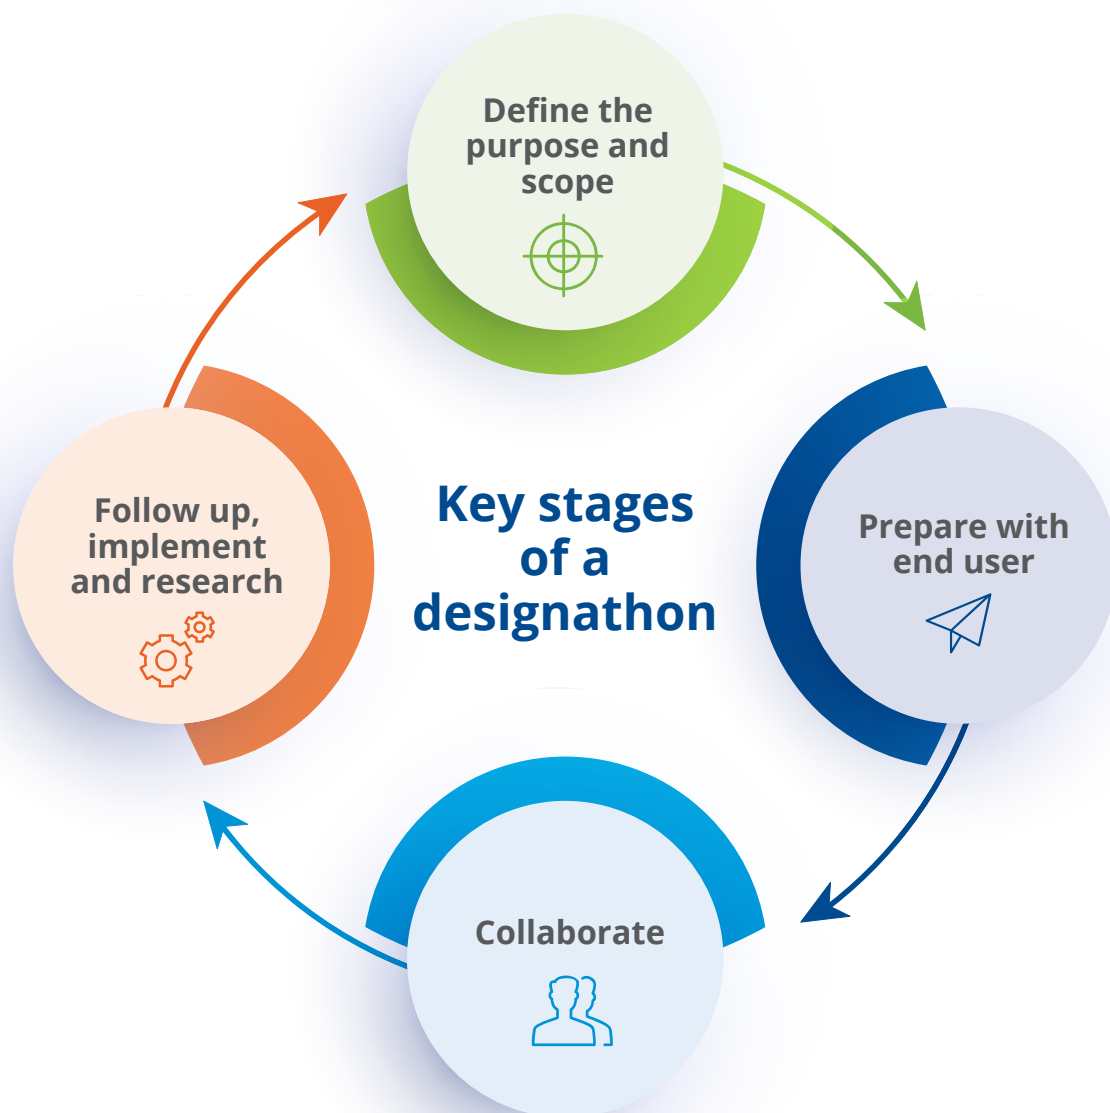 Define the
purpose and
scope
Key stages
of a
designathon
Prepare with
end user
Collaborate
Follow up,
implement
and research